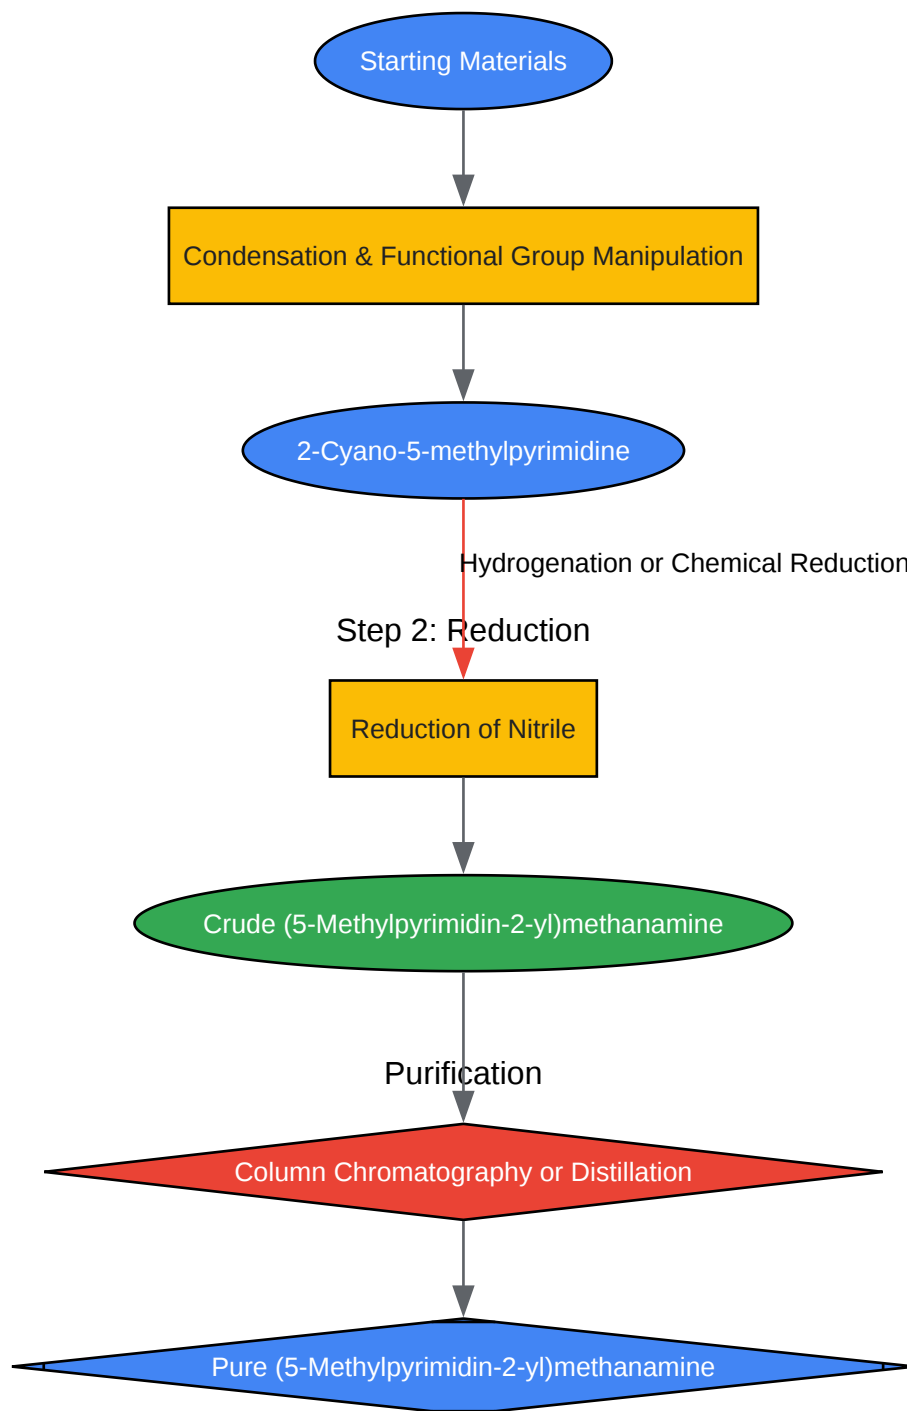 Starting Materials
Condensation & Functional Group Manipulation
2-Cyano-5-methylpyrimidine
Hydrogenation or Chemical Reduction
Step 2: Reduction
Reduction of Nitrile
Crude (5-Methylpyrimidin-2-yl)methanamine
Purification
Column Chromatography or Distillation
Pure (5-Methylpyrimidin-2-yl)methanamine